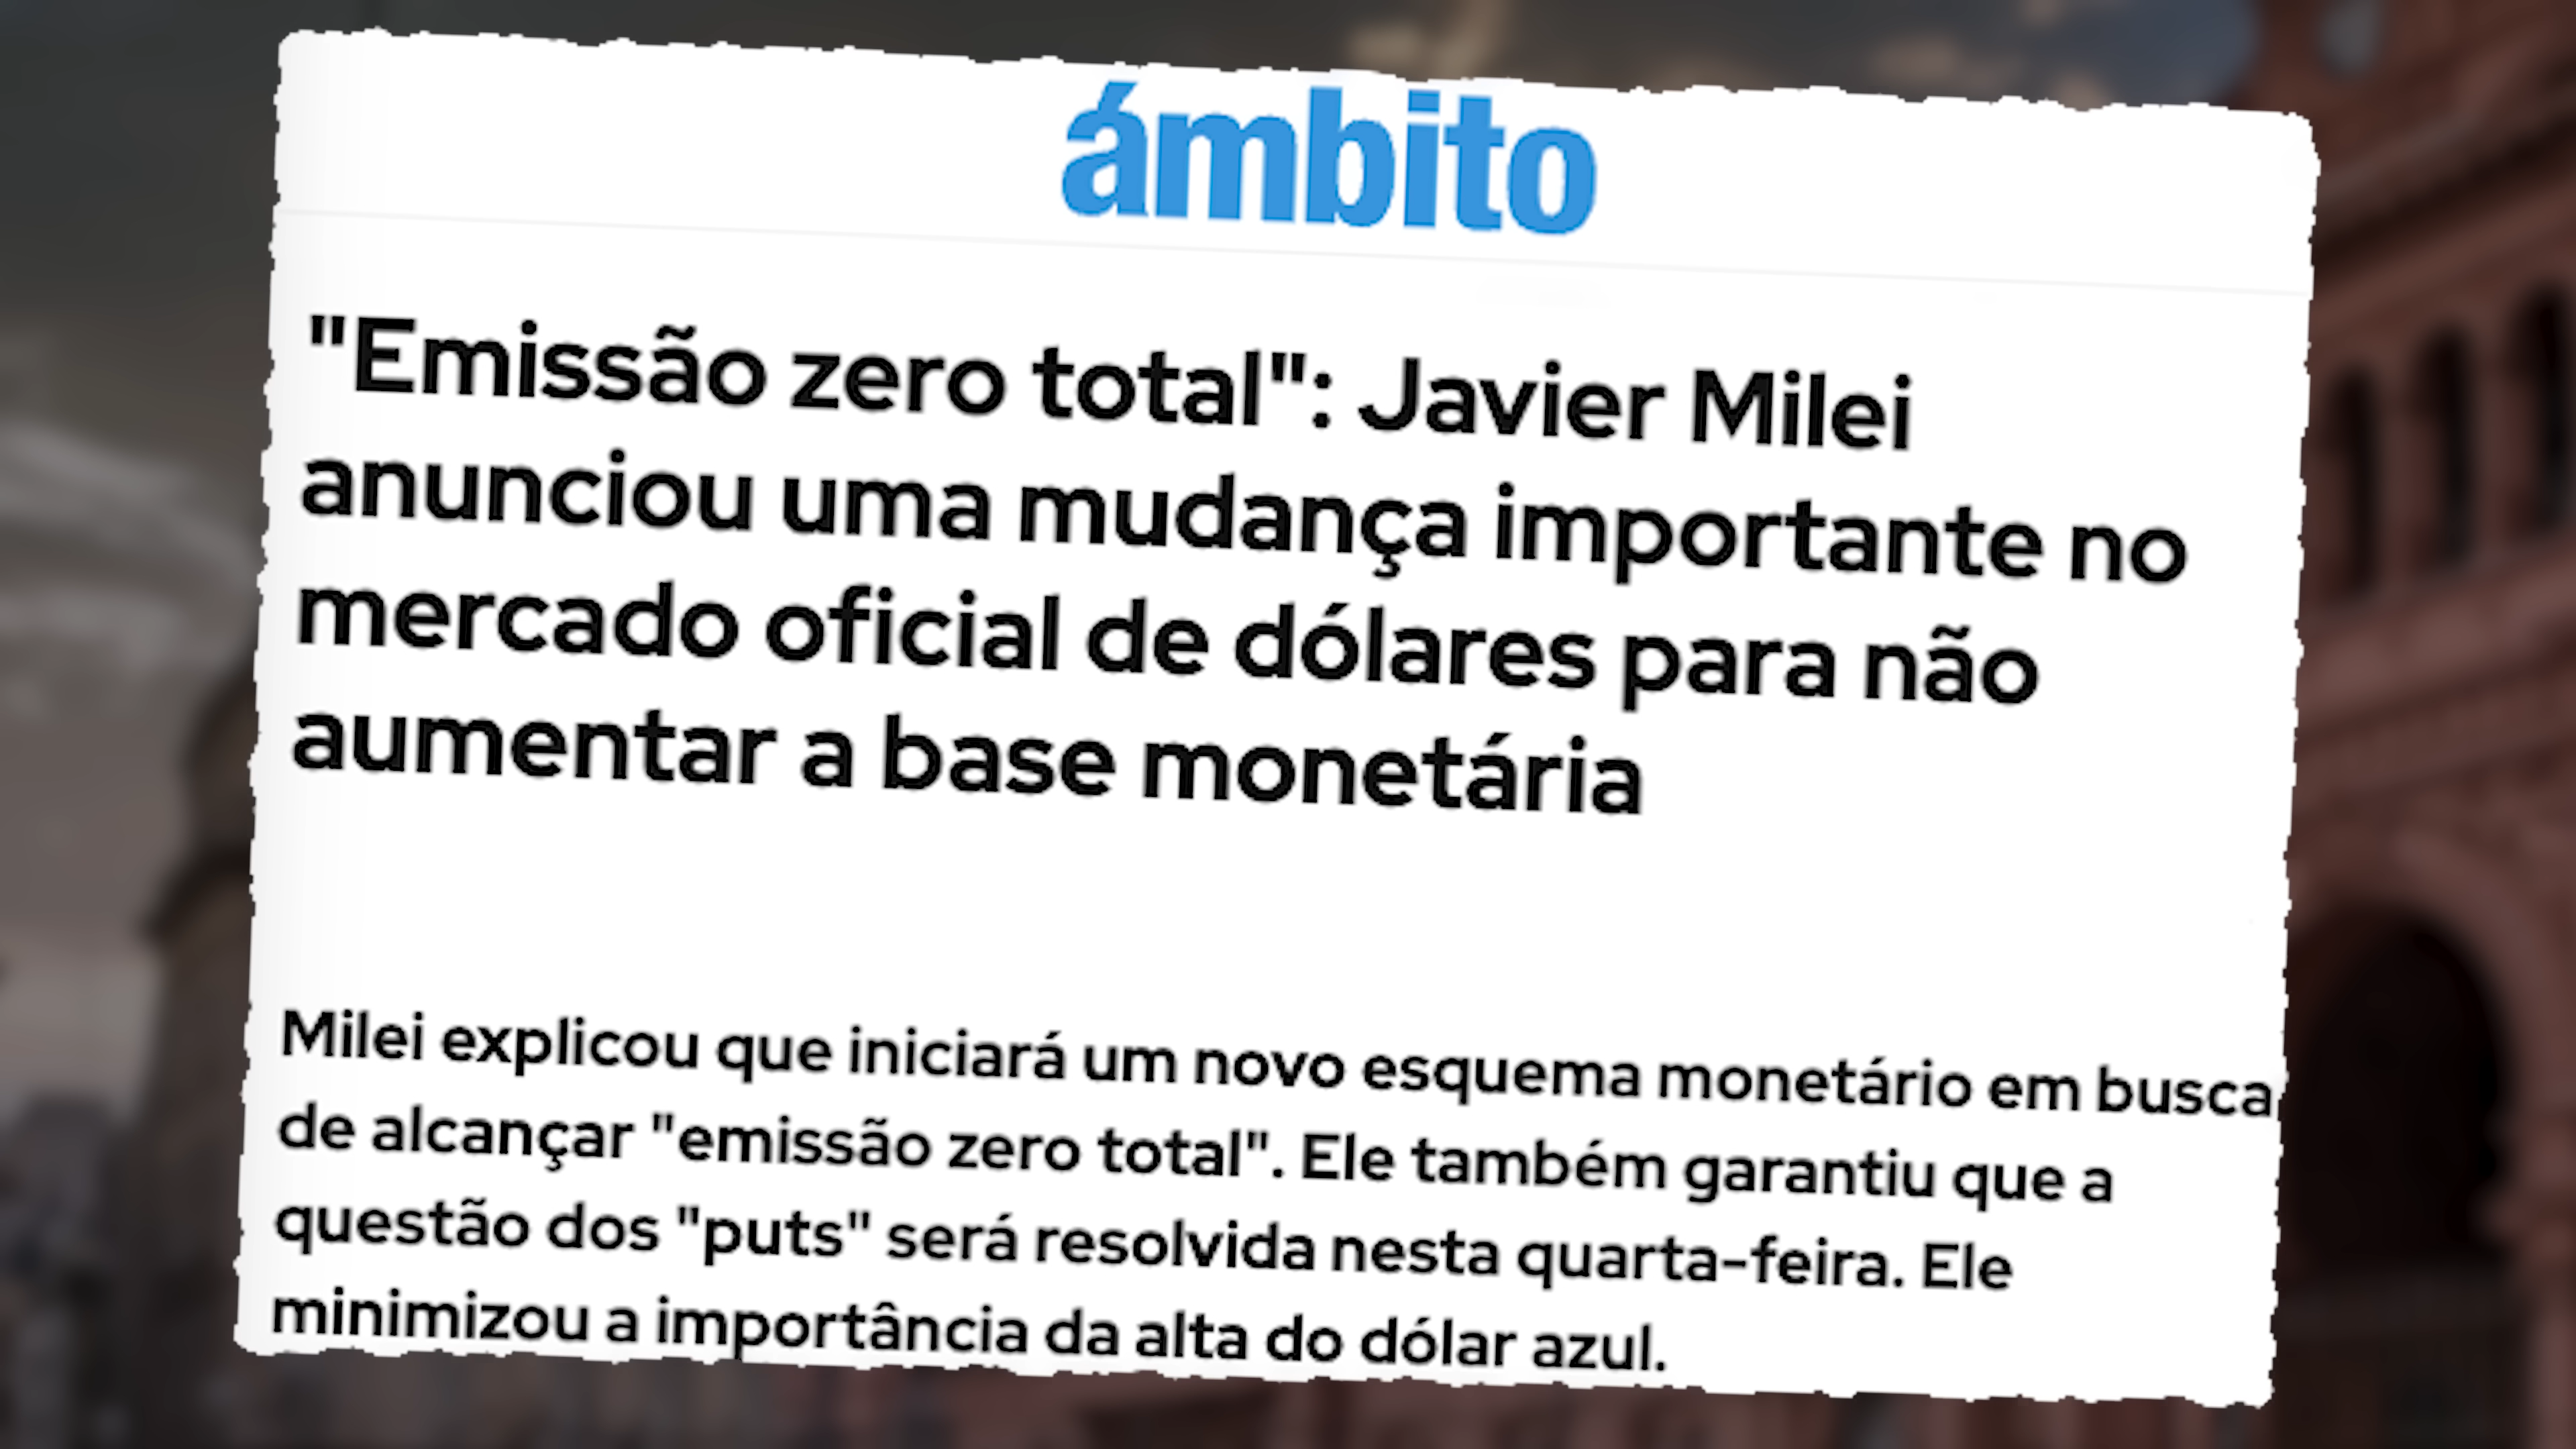 ámbito
"Emissão zero total": Javier Milei
anunciou uma mudança importante no
mercado oficial de dólares para não
aumentar a base monetária
Milei explicou que iniciará um novo esquema monetário em busca
de alcançar "emissão zero total". Ele também garantiu que a
questão dos "puts" será resolvida nesta quarta-feira. Ele
minimizou a importância da alta do dólar azul.